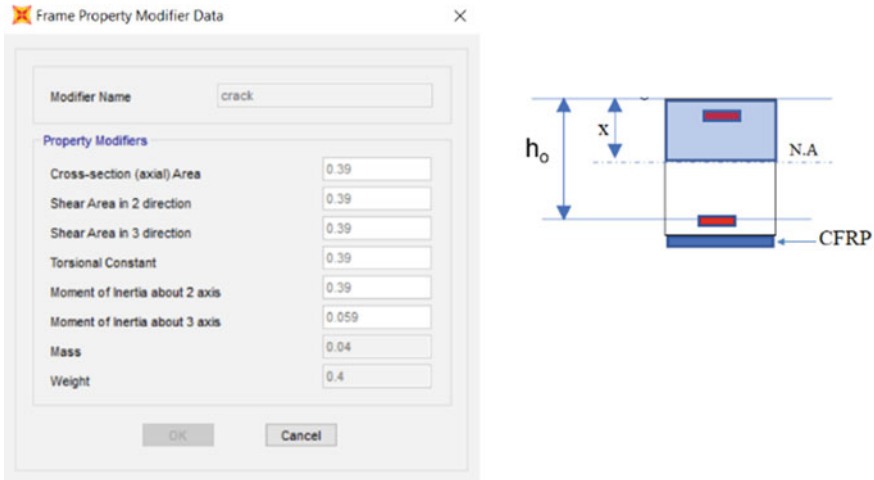 Frame Property Modifier Data
Modifier Name crack
Property Modifiers
Cross-section (axial) Area 0.39
Shear Area in 2 direction 0.39
Shear Area in 3 direction 0.39
Torsional Constant 0.39
Moment of Inertia about 2 axis 0.39
Moment of Inertia about 3 axis 0.059
Mass 0.04
Weight 0.4
OK Cancel
x
ho
N.A
CFRP